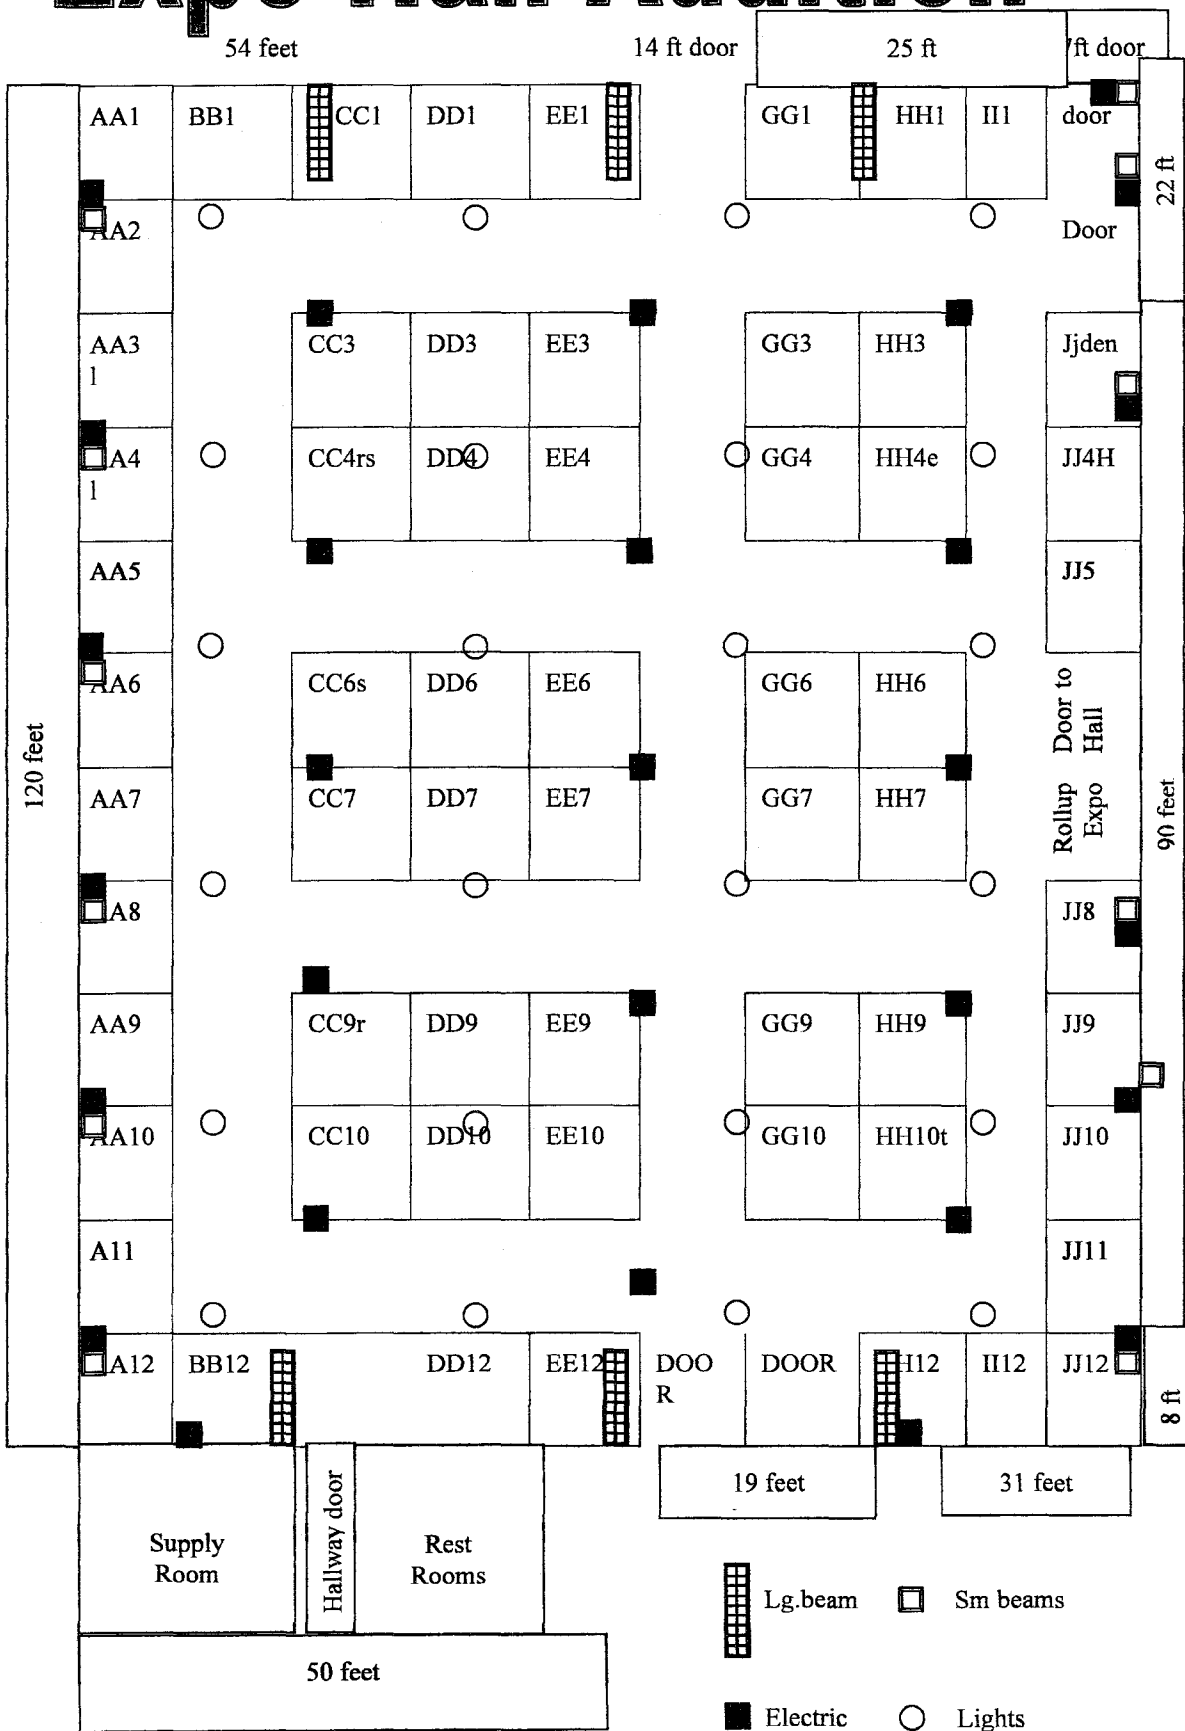 Expo Hall Addition
54 feet 14 ft door 25 ft 7ft door
AA1 BB1 CC1 DD1 EE1 GG1 HH1 II1 door
22 ft
AA2 Door
AA3 CC3 DD3 EE3 GG3 HH3 Jjden
l
A4 CC4rs DD4 EE4 GG4 HH4e JJ4H
l
AA5 JJ5
AA6 CC6s DD6 EE6 GG6 HH6
Rollup Door to
Expo Hall
120 feet
AA7 CC7 DD7 EE7 GG7 HH7
90 feet
A8 JJ8
AA9 CC9r DD9 EE9 GG9 HH9 JJ9
AA10 CC10 DD10 EE10 GG10 HH10t JJ10
A11 JJ11
A12 BB12 DD12 EE12 DOO DOOR H12 II12 JJ12
R
8 ft
19 feet 31 feet
Supply
Room
Hallway door
Rest
Rooms
Lg.beam Sm beams
50 feet
Electric Lights